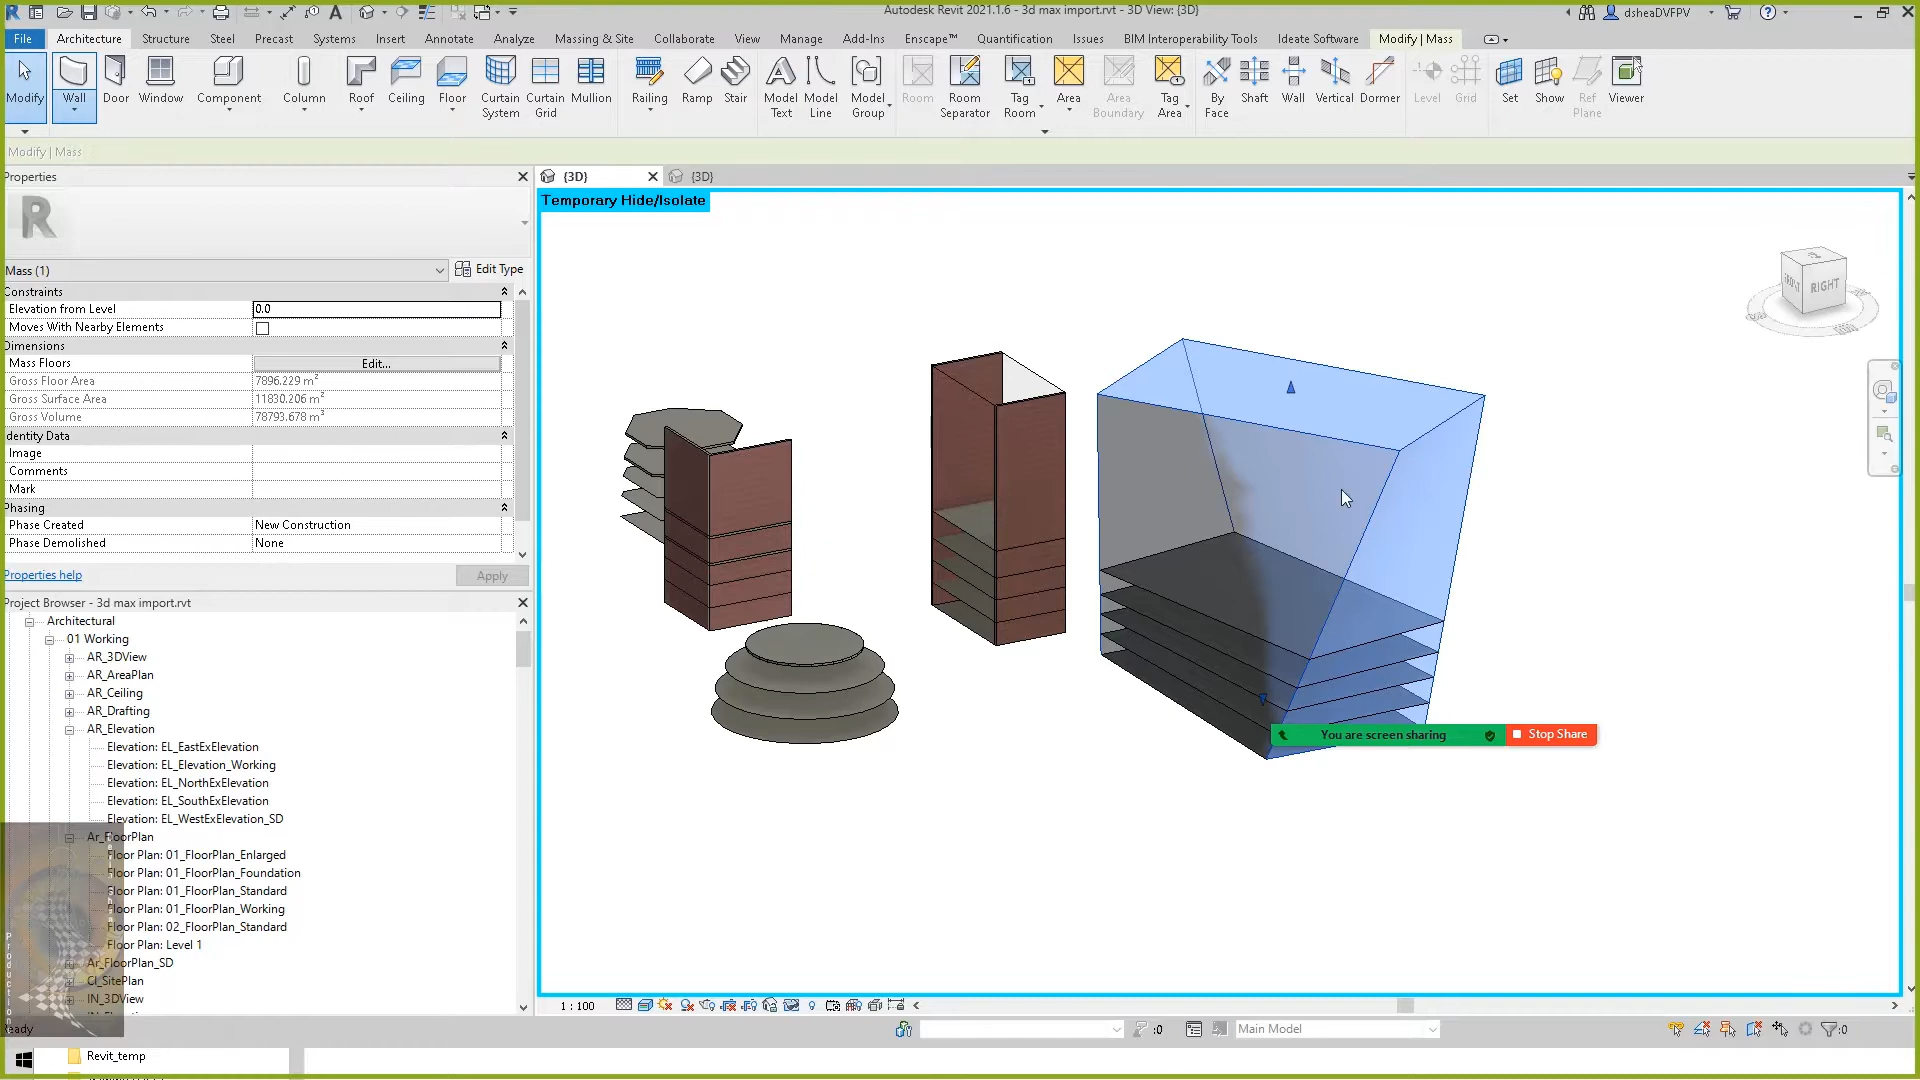 Autodesk Revit 2021.1.6 - 3d max import.rvt - 3D View: {3D}
dsheaDVFPV
File Architecture Structure Steel Precast Systems Insert Annotate Analyze Massing & Site Collaborate View Manage Add-Ins Enscape™ Quantification Issues BIM Interoperability Tools Ideate Software Modify | Mass
Modify Wall Door Window Component Column Roof Ceiling Floor Curtain System Curtain Grid Mullion Railing Ramp Stair Model Text Model Line Model Group Room Room Separator Tag Room Area Area Boundary Tag Area By Face Shaft Wall Vertical Dormer Level Grid Set Show Ref Plane Viewer
Modify | Mass
Properties
{3D} {3D}
Temporary Hide/Isolate
RIGHT
Mass (1) Edit Type
Constraints
Elevation from Level 0.0
Moves With Nearby Elements
Dimensions
Mass Floors Edit...
Gross Floor Area 7896.229 m²
Gross Surface Area 11830.206 m²
Gross Volume 78793.678 m³
dentity Data
Image
Comments
Mark
Phasing
Phase Created New Construction
Phase Demolished None
Properties help Apply
Project Browser - 3d max import.rvt
Architectural
01 Working
AR_3DView
AR_AreaPlan
AR_Ceiling
AR_Drafting
AR_Elevation
Elevation: EL_EastExElevation
Elevation: EL_Elevation_Working
Elevation: EL_NorthExElevation
Elevation: EL_SouthExElevation
Elevation: EL_WestExElevation_SD
Ar_FloorPlan
Floor Plan: 01_FloorPlan_Enlarged
Floor Plan: 01_FloorPlan_Foundation
Floor Plan: 01_FloorPlan_Standard
Floor Plan: 01_FloorPlan_Working
Floor Plan: 02_FloorPlan_Standard
Floor Plan: Level 1
Ar_FloorPlan_SD
CI_SitePlan
IN_3DView
You are screen sharing Stop Share
1 : 100
Ready
:0
Main Model
:0
Revit_temp
Production